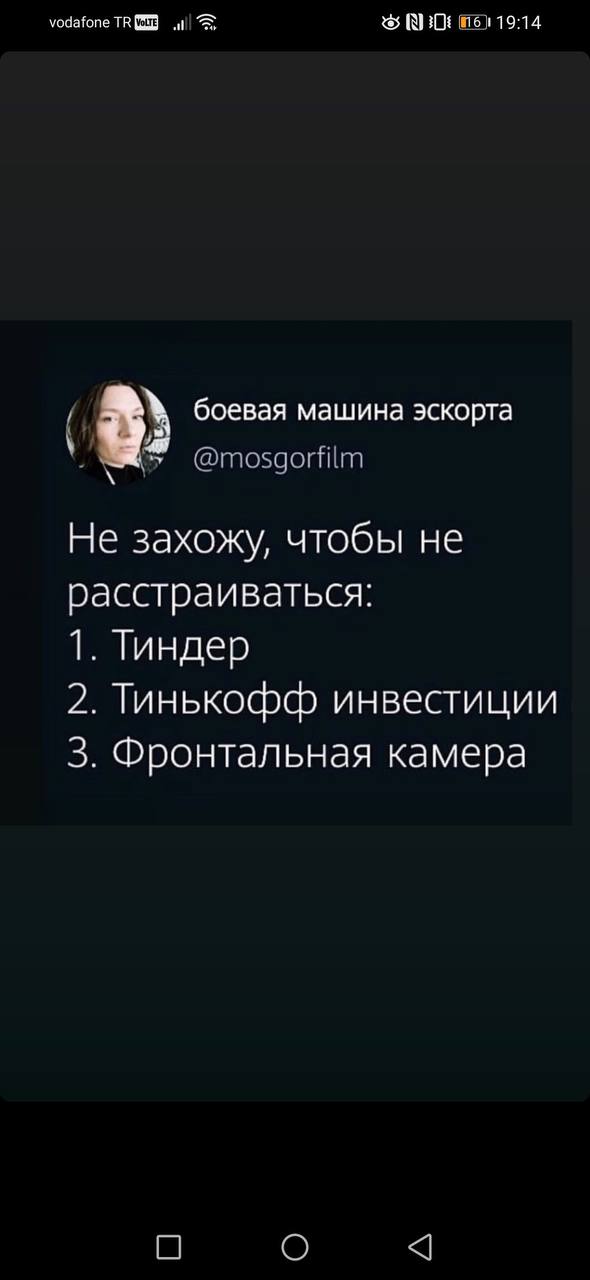 vodafone TR VoLTE 16 19:14
боевая машина эскорта
@mosgorfilm
Не захожу, чтобы не
расстраиваться:
1. Тиндер
2. Тинькофф инвестиции
3. Фронтальная камера